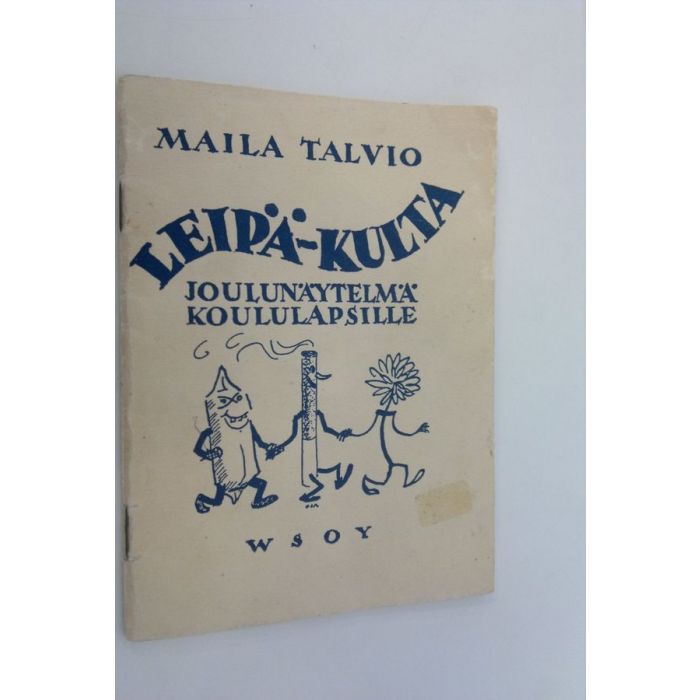 MAILA TALVIO
LEIPÄ-KULTA
JOULUNÄYTELMÄ
KOULULAPSILLE
WSOY